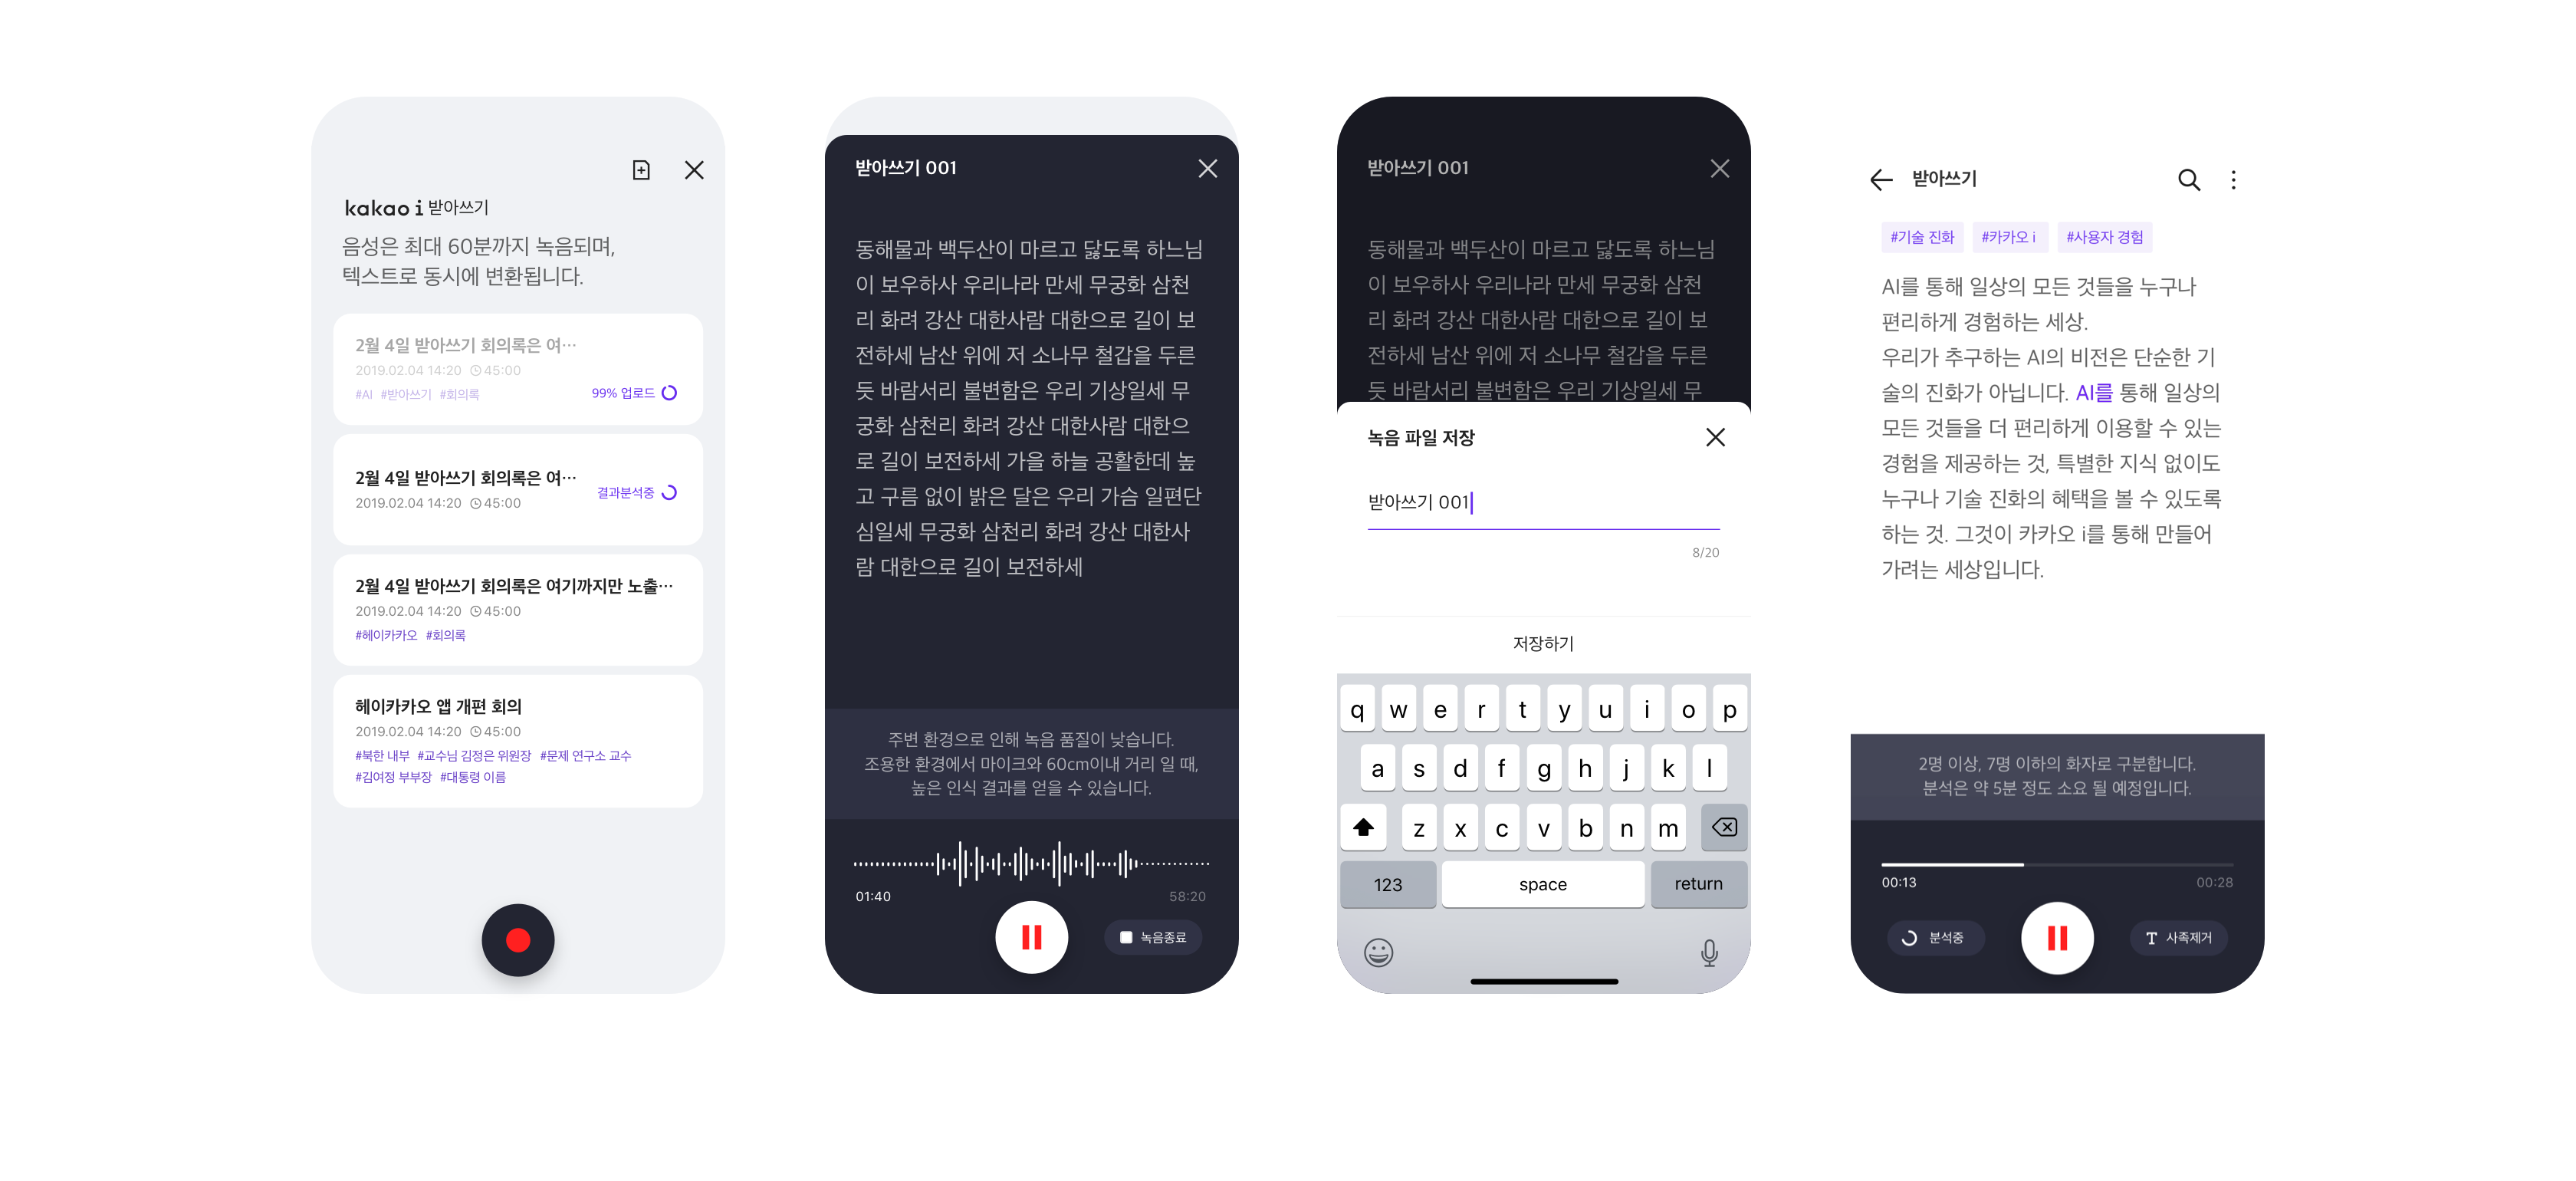 kakao i 받아쓰기
음성은 최대 60분까지 녹음되며,
텍스트로 동시에 변환됩니다.
2월 4일 받아쓰기 회의록은 여···
2019.02.04 14:20 45:00
#AI #받아쓰기 #회의록
99% 업로드
2월 4일 받아쓰기 회의록은 여···
2019.02.04 14:20 45:00
결과분석중
2월 4일 받아쓰기 회의록은 여기까지만 노출···
2019.02.04 14:20 45:00
#헤이카카오 #회의록
헤이카카오 앱 개편 회의
2019.02.04 14:20 45:00
#북한 내부 #교수님 김정은 위원장 #문제 연구소 교수
#김여정 부부장 #대통령 이름
받아쓰기 001
동해물과 백두산이 마르고 닳도록 하느님
이 보우하사 우리나라 만세 무궁화 삼천
리 화려 강산 대한사람 대한으로 길이 보
전하세 남산 위에 저 소나무 철갑을 두른
듯 바람서리 불변함은 우리 기상일세 무
궁화 삼천리 화려 강산 대한사람 대한으
로 길이 보전하세 가을 하늘 공활한데 높
고 구름 없이 밝은 달은 우리 가슴 일편단
심일세 무궁화 삼천리 화려 강산 대한사
람 대한으로 길이 보전하세
주변 환경으로 인해 녹음 품질이 낮습니다.
조용한 환경에서 마이크와 60cm이내 거리 일 때,
높은 인식 결과를 얻을 수 있습니다.
01:40 58:20
녹음종료
받아쓰기 001
동해물과 백두산이 마르고 닳도록 하느님
이 보우하사 우리나라 만세 무궁화 삼천
리 화려 강산 대한사람 대한으로 길이 보
전하세 남산 위에 저 소나무 철갑을 두른
듯 바람서리 불변함은 우리 기상일세 무
녹음 파일 저장
받아쓰기 001
8/20
저장하기
q w e r t y u i o p
a s d f g h j k l
z x c v b n m
123 space return
받아쓰기
#기술 진화 #카카오 i #사용자 경험
AI를 통해 일상의 모든 것들을 누구나
편리하게 경험하는 세상.
우리가 추구하는 AI의 비전은 단순한 기
술의 진화가 아닙니다. AI를 통해 일상의
모든 것들을 더 편리하게 이용할 수 있는
경험을 제공하는 것, 특별한 지식 없이도
누구나 기술 진화의 혜택을 볼 수 있도록
하는 것. 그것이 카카오 i를 통해 만들어
가려는 세상입니다.
2명 이상, 7명 이하의 화자로 구분합니다.
분석은 약 5분 정도 소요 될 예정입니다.
00:13 00:28
분석중 T 사족제거